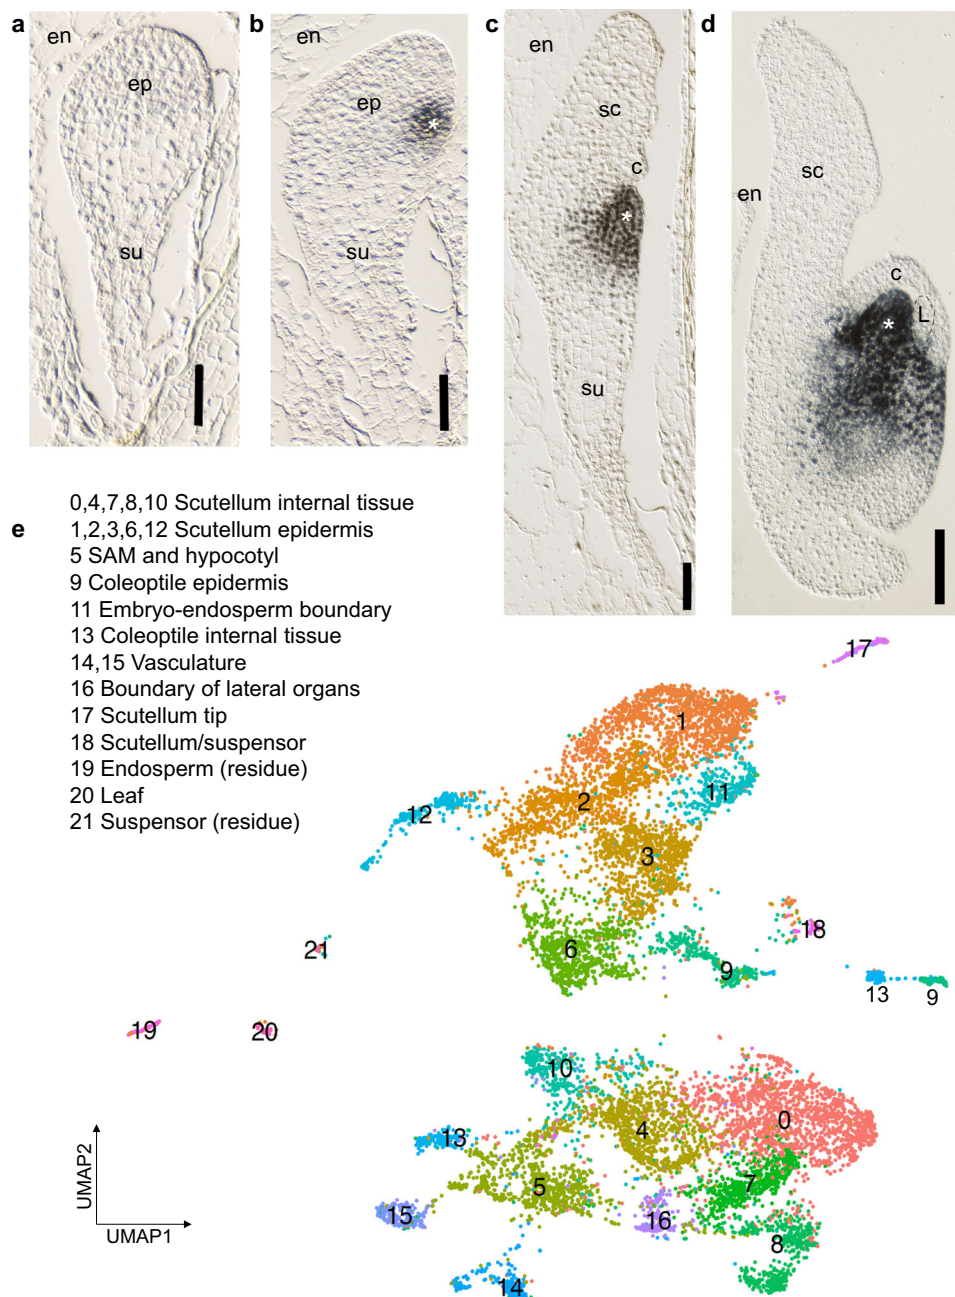 a
en
ep
su
b
en
ep
*
su
c
en
sc
c
*
su
d
sc
en
c
L
*
e
0,4,7,8,10 Scutellum internal tissue
1,2,3,6,12 Scutellum epidermis
5 SAM and hypocotyl
9 Coleoptile epidermis
11 Embryo-endosperm boundary
13 Coleoptile internal tissue
14,15 Vasculature
16 Boundary of lateral organs
17 Scutellum tip
18 Scutellum/suspensor
19 Endosperm (residue)
20 Leaf
21 Suspensor (residue)
17
1
11
2
12
3
18
21
6
9
13
9
19
20
10
0
4
13
7
5
15
16
8
14
UMAP2
UMAP1